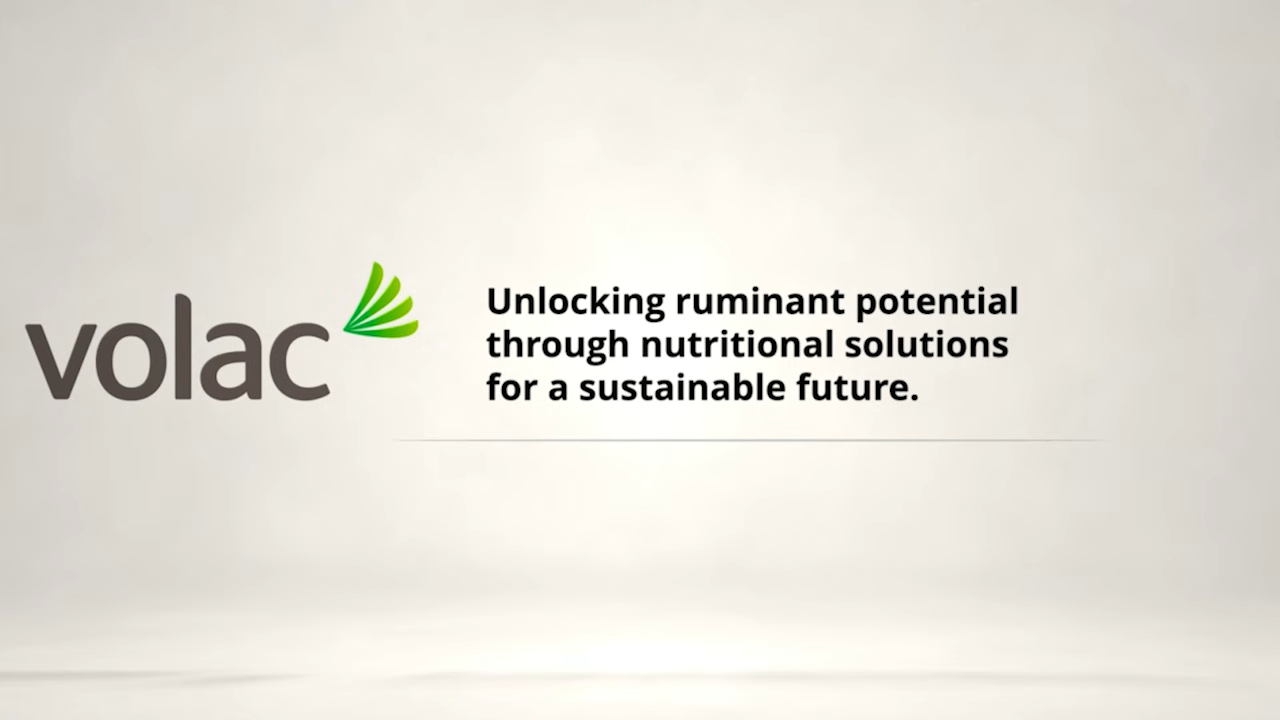 volac
Unlocking ruminant potential
through nutritional solutions
for a sustainable future.